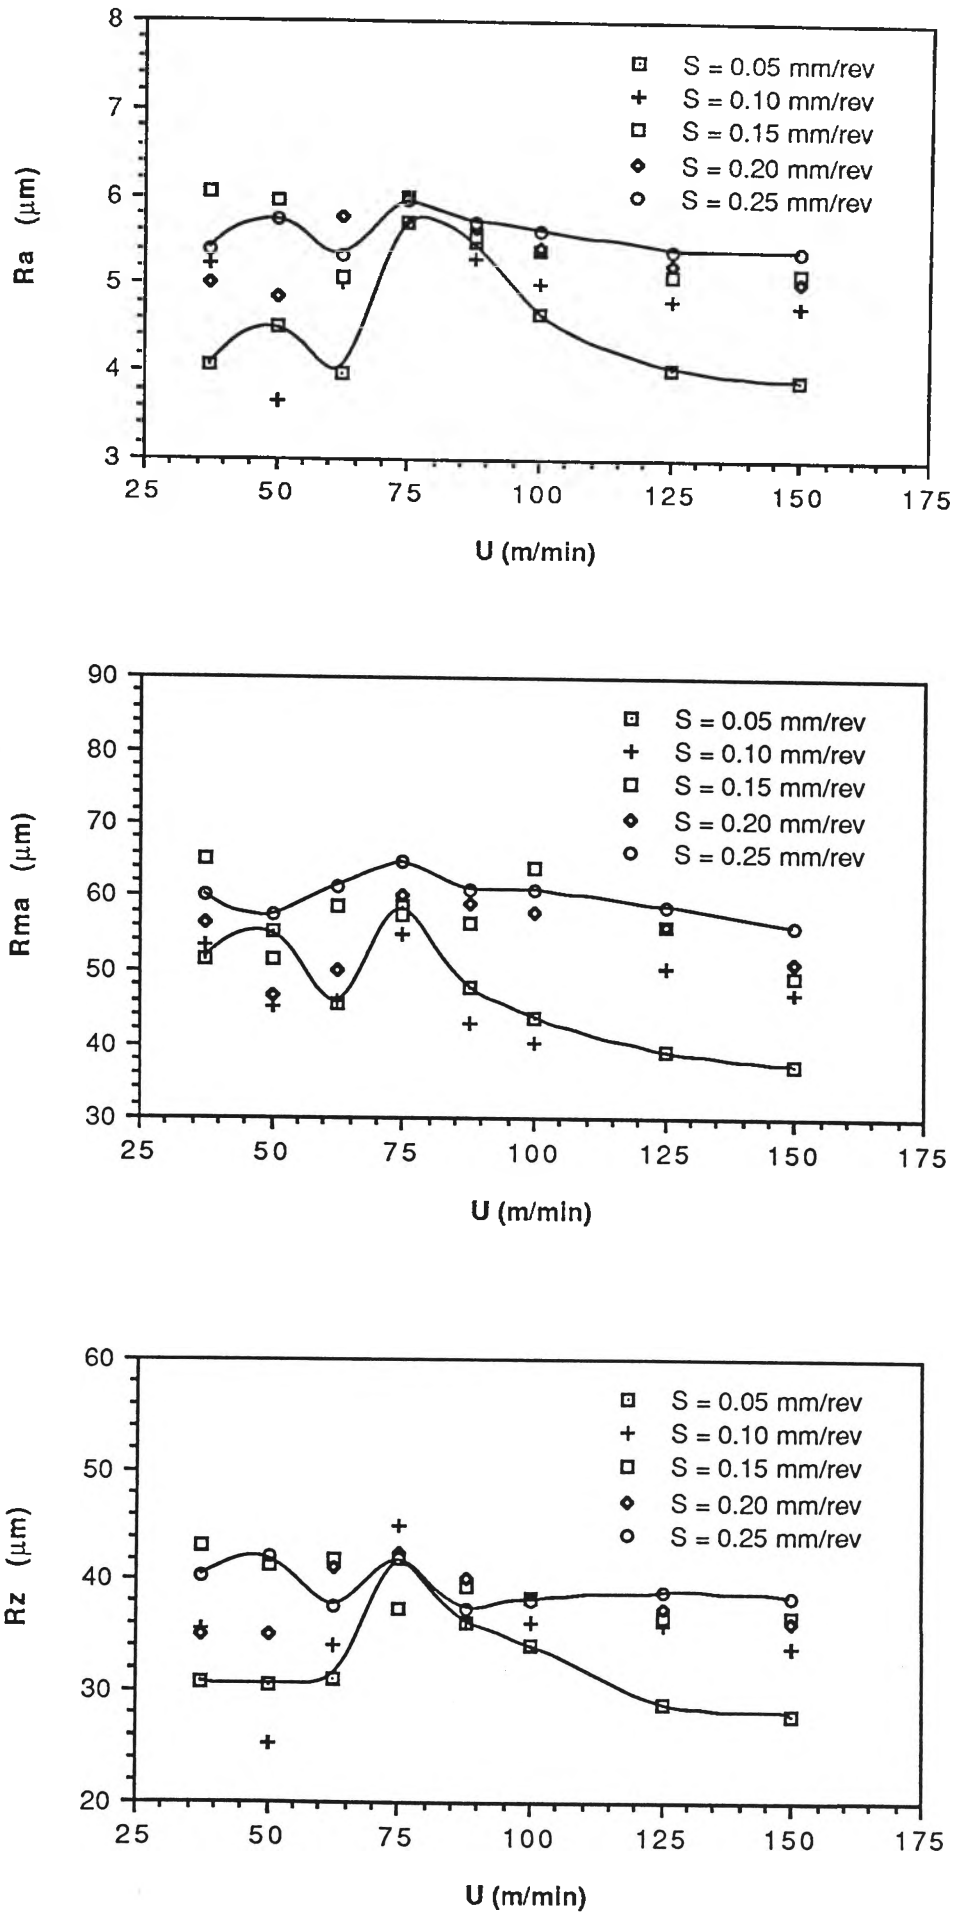 8
S = 0.05 mm/rev
S = 0.10 mm/rev
S = 0.15 mm/rev
S = 0.20 mm/rev
S = 0.25 mm/rev
7
6
5
4
3
Ra (μm)
25 50 75 100 125 150 175
U (m/min)
90
S = 0.05 mm/rev
S = 0.10 mm/rev
S = 0.15 mm/rev
S = 0.20 mm/rev
S = 0.25 mm/rev
80
70
60
50
40
30
Rma (μm)
25 50 75 100 125 150 175
U (m/min)
60
S = 0.05 mm/rev
S = 0.10 mm/rev
S = 0.15 mm/rev
S = 0.20 mm/rev
S = 0.25 mm/rev
50
40
30
20
Rz (μm)
25 50 75 100 125 150 175
U (m/min)